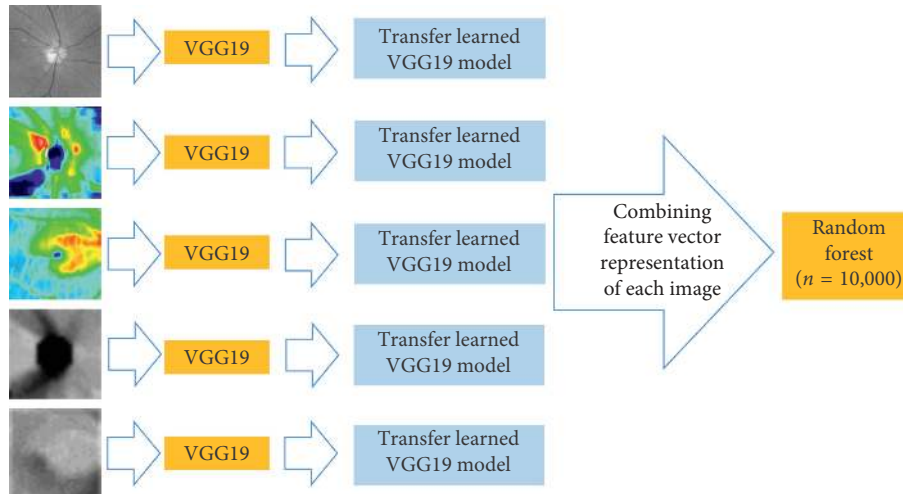 VGG19
Transfer learned
VGG19 model
VGG19
Transfer learned
VGG19 model
VGG19
Transfer learned
VGG19 model
VGG19
Transfer learned
VGG19 model
VGG19
Transfer learned
VGG19 model
Combining
feature vector
representation
of each image
Random
forest
(n = 10,000)